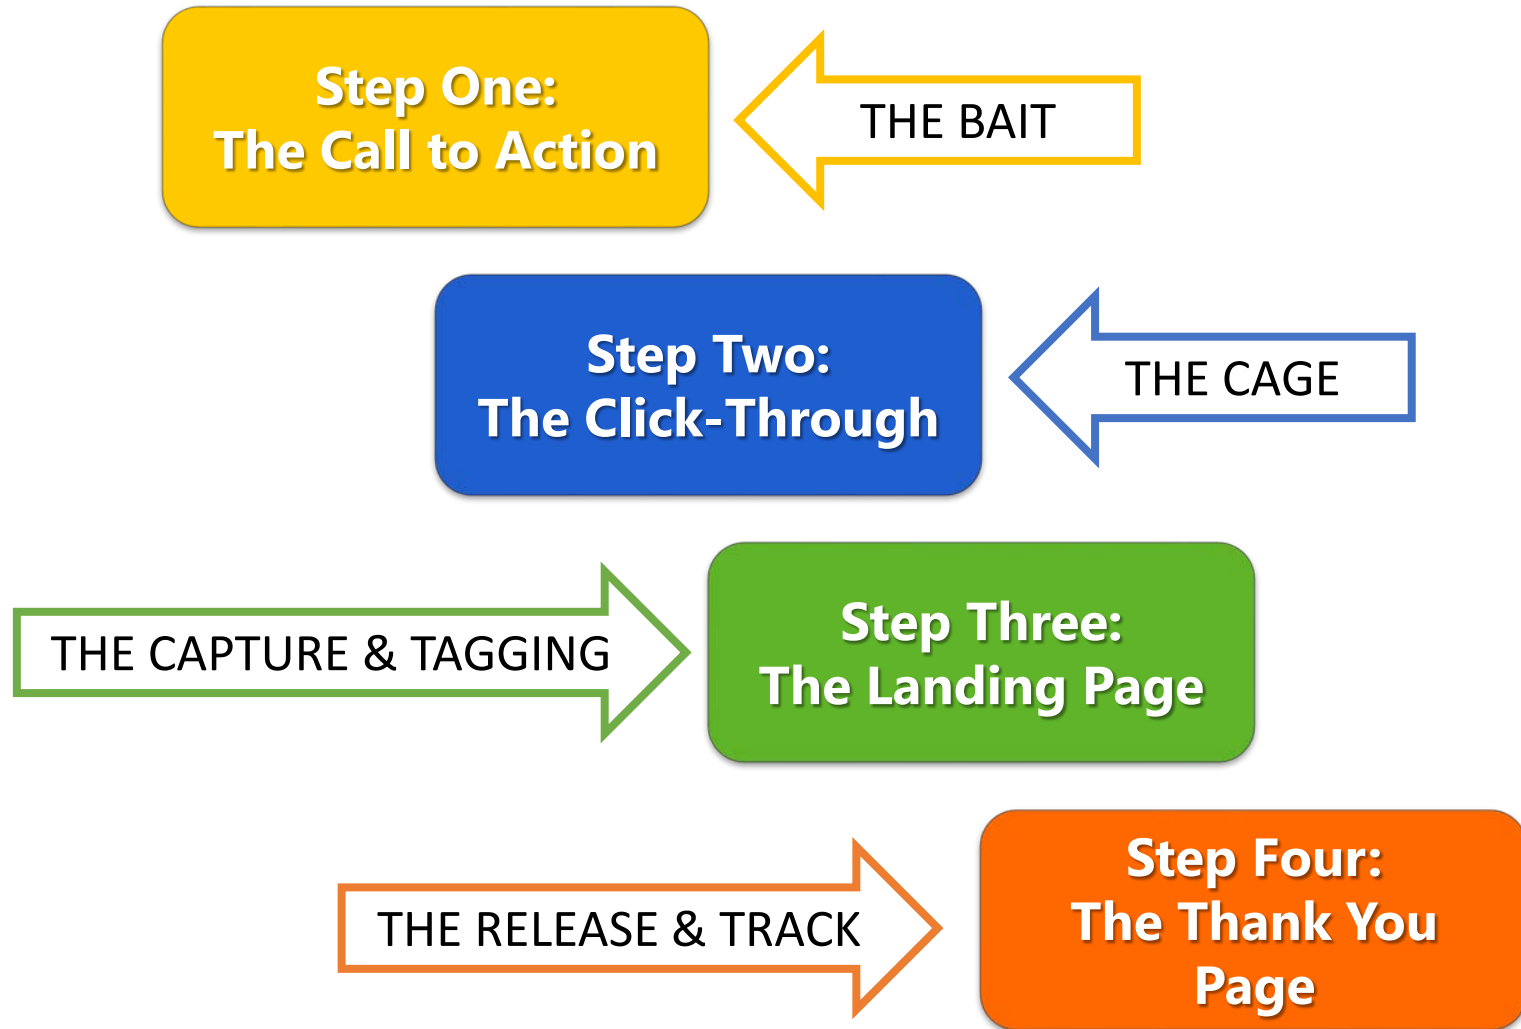 Step One:
The Call to Action
THE BAIT
Step Two:
The Click-Through
THE CAGE
THE CAPTURE & TAGGING
Step Three:
The Landing Page
THE RELEASE & TRACK
Step Four:
The Thank You
Page